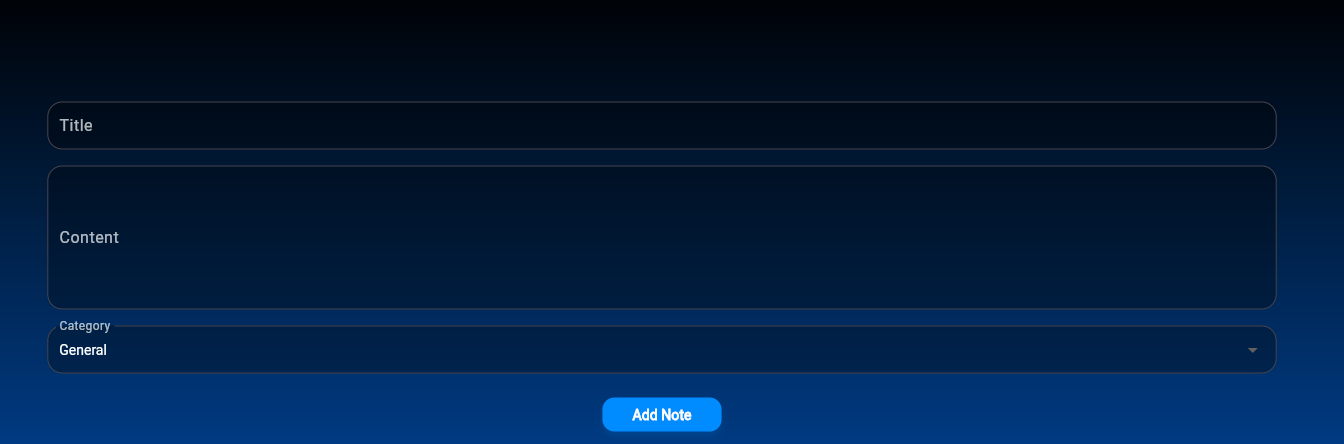 Title
Content
Category
General
Add Note